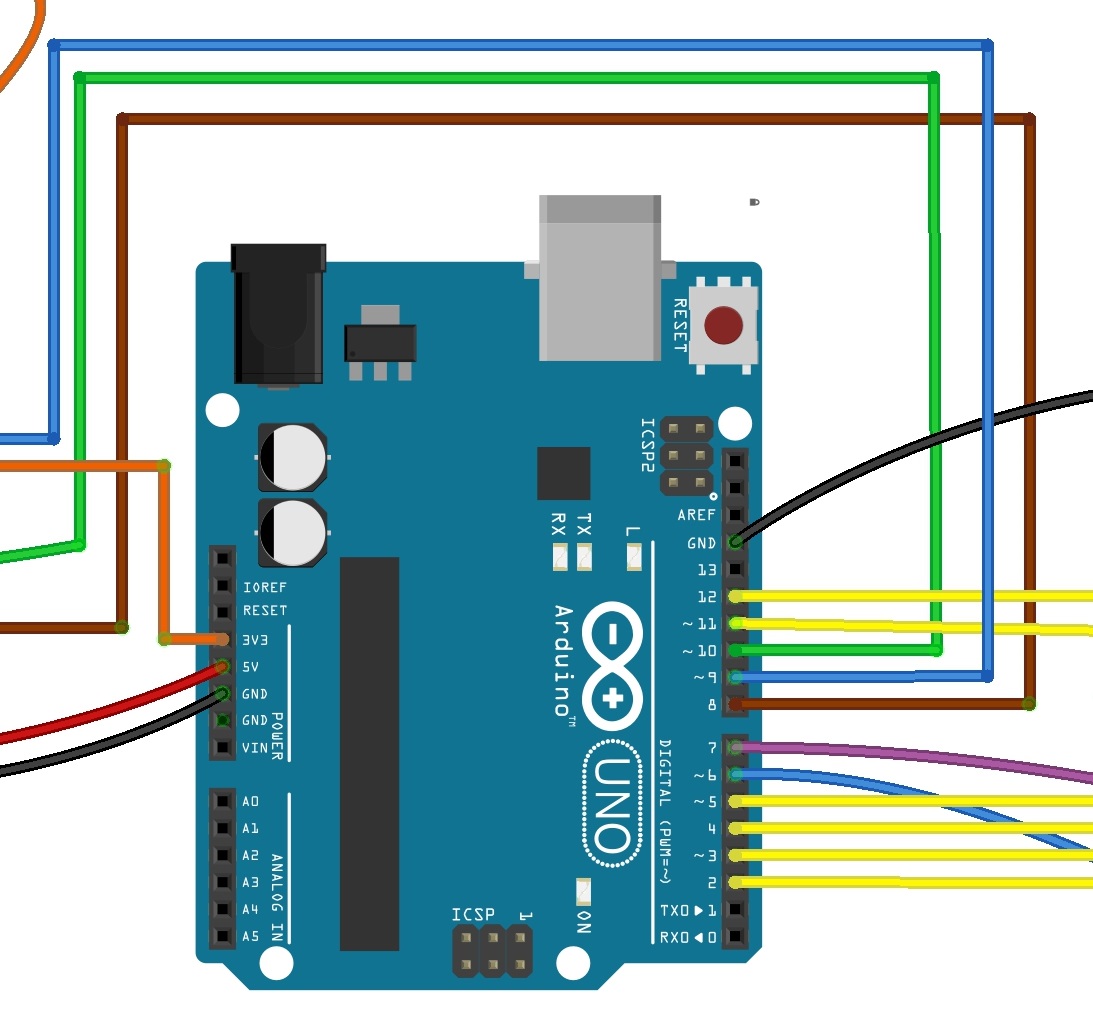 RESET
ICSP2
AREF
GND
13
12
~11
~10
~9
8
RX
TX
L
IOREF
RESET
3V3
5V
GND
GND
VIN
POWER
Arduino™
UNO
7
~6
~5
4
~3
2
TX0▶1
RX0◀0
DIGITAL (PWM=~)
A0
A1
A2
A3
A4
A5
ANALOG IN
ICSP
1
ON